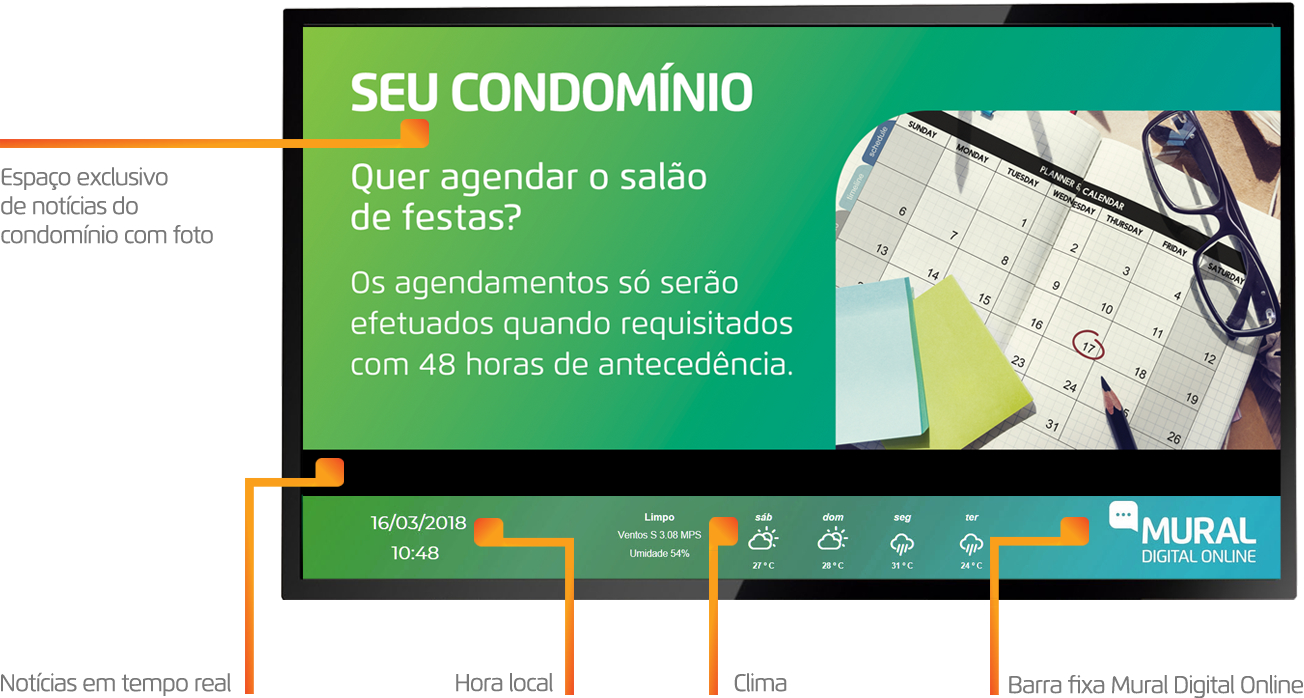 SEU CONDOMÍNIO
Espaço exclusivo
de notícias do
condomínio com foto
Quer agendar o salão
de festas?
Os agendamentos só serão
efetuados quando requisitados
com 48 horas de antecedência.
schedule
timeline
PLANNER & CALENDAR
SUNDAY MONDAY TUESDAY WEDNESDAY THURSDAY FRIDAY SATURDAY
1 2 3 4
6 7 8 9 10 11 12
13 14 15 16 17 18 19
23 24 26
31
16/03/2018
10:48
Limpo
Ventos S 3.08 MPS
Umidade 54%
sáb dom seg ter
27 º C 28 º C 31 º C 24 º C
MURAL
DIGITAL ONLINE
Notícias em tempo real
Hora local
Clima
Barra fixa Mural Digital Online